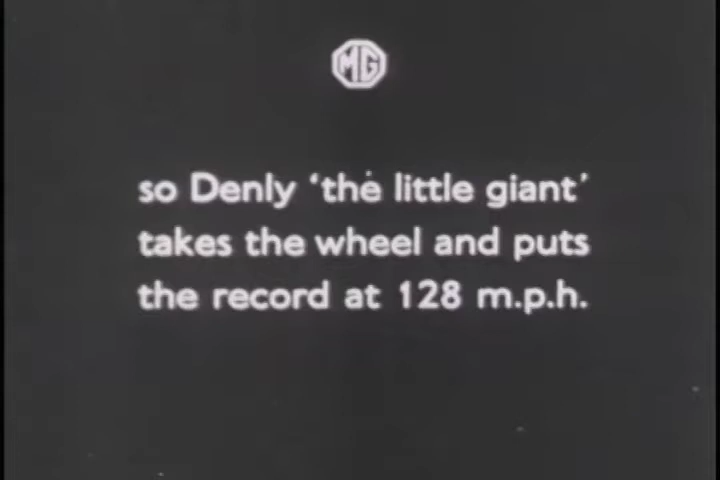 MG
so Denly ‘the little giant’
takes the wheel and puts
the record at 128 m.p.h.